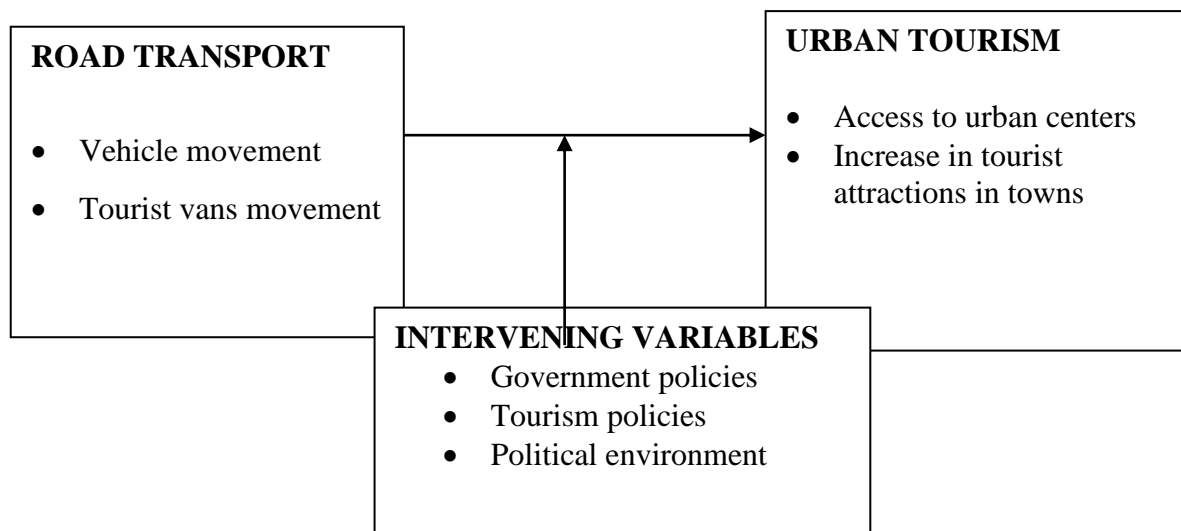 ROAD TRANSPORT
• Vehicle movement
• Tourist vans movement
URBAN TOURISM
• Access to urban centers
• Increase in tourist
attractions in towns
INTERVENING VARIABLES
• Government policies
• Tourism policies
• Political environment